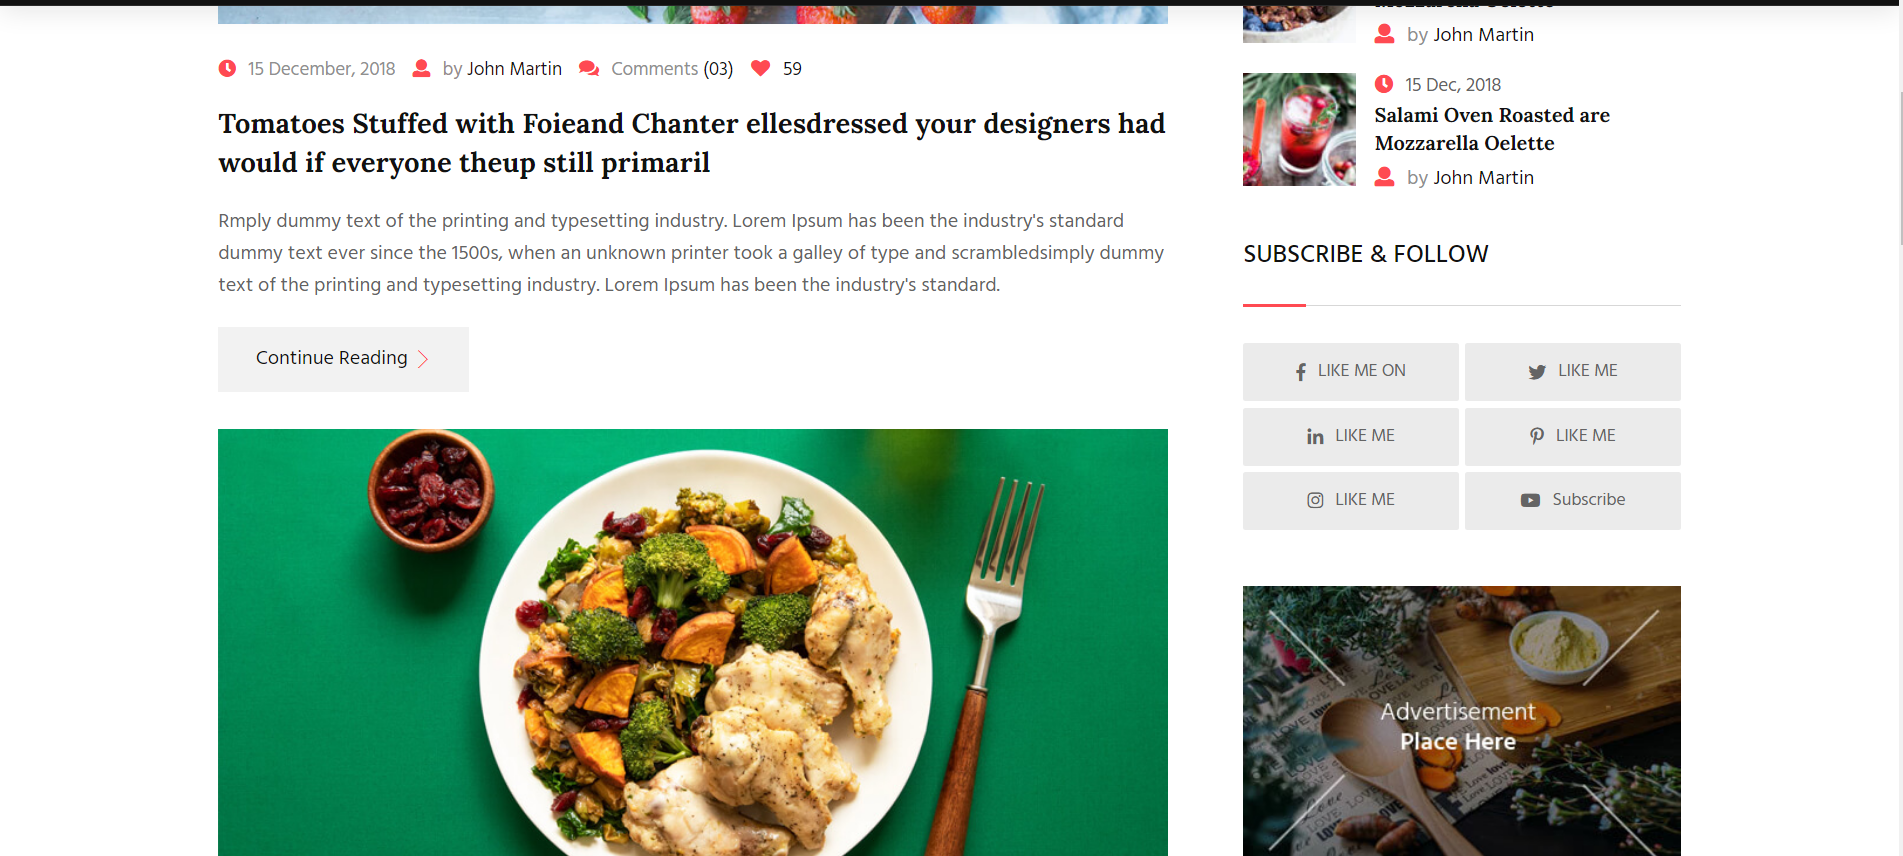 15 December, 2018 by John Martin Comments (03) 59
Tomatoes Stuffed with Foieand Chanter ellesdressed your designers had
would if everyone theup still primaril
Rmply dummy text of the printing and typesetting industry. Lorem Ipsum has been the industry's standard
dummy text ever since the 1500s, when an unknown printer took a galley of type and scrambledsimply dummy
text of the printing and typesetting industry. Lorem Ipsum has been the industry's standard.
Continue Reading
by John Martin
15 Dec, 2018
Salami Oven Roasted are
Mozzarella Oelette
by John Martin
SUBSCRIBE & FOLLOW
LIKE ME ON
LIKE ME
LIKE ME
LIKE ME
LIKE ME
Subscribe
Advertisement
Place Here